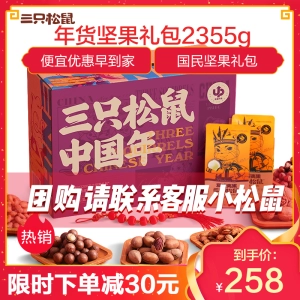 三只松鼠
年货坚果礼包2355g
便宜优惠早到家
国民坚果礼包
三只松鼠
中国年
THREE
YEAR
团购请联系客服小松鼠
热销
到手价:
限时下单减30元
¥258